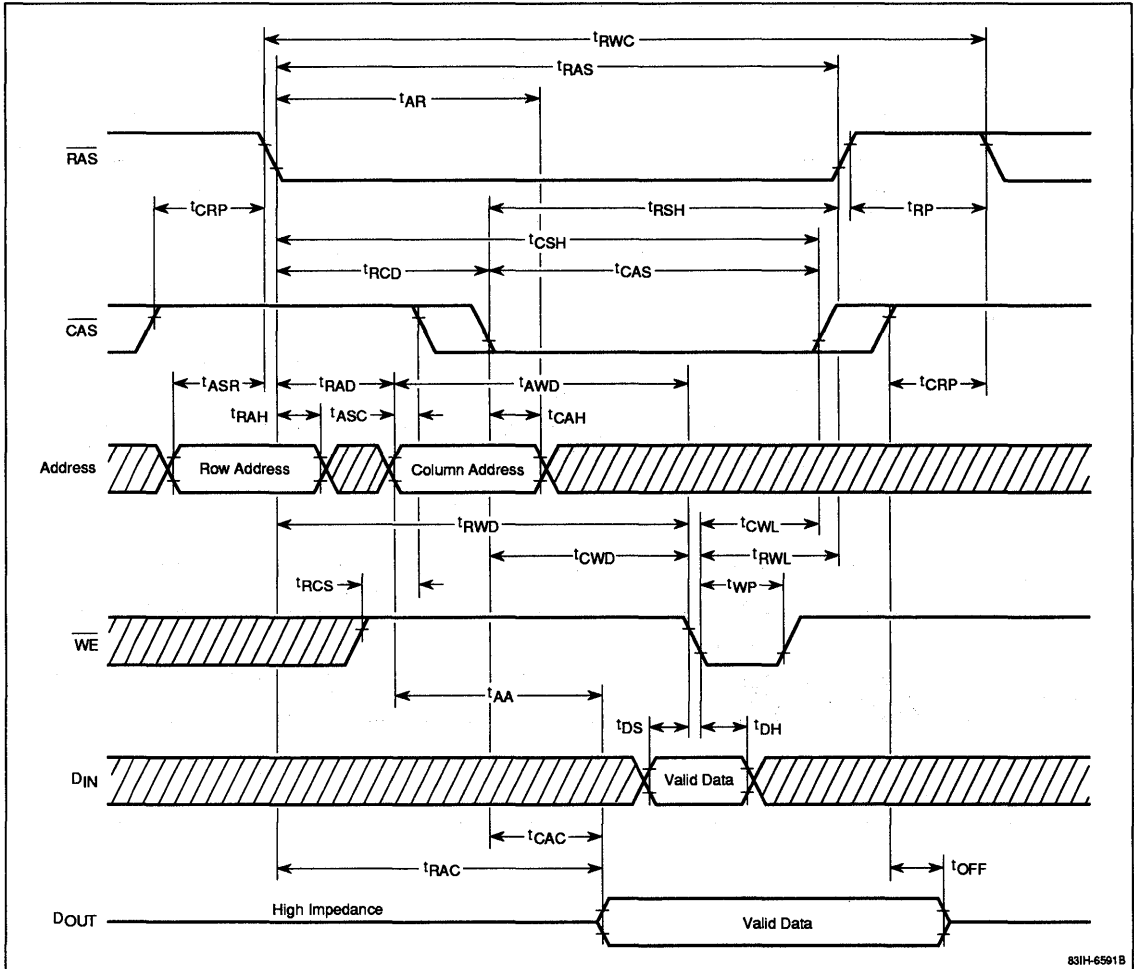 tRWC
tRAS
tAR
RAS
tCRP
tRSH
tRP
tCSH
tRCD
tCAS
CAS
tASR
tRAD
tAWD
tCRP
tRAH
tASC
tCAH
Address
Row Address
Column Address
tRWD
tCWL
tCWD
tRWL
tRCS
tWP
WE
tAA
tDS
tDH
DIN
Valid Data
tCAC
tRAC
tOFF
High Impedance
DOUT
Valid Data
83IH-6591B